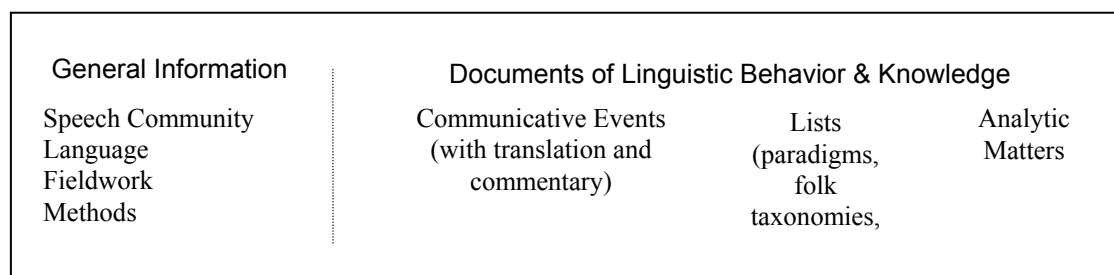 General Information
Speech Community
Language
Fieldwork
Methods
Documents of Linguistic Behavior & Knowledge
Communicative Events
(with translation and
commentary)
Lists
(paradigms,
folk
taxonomies,
Analytic
Matters